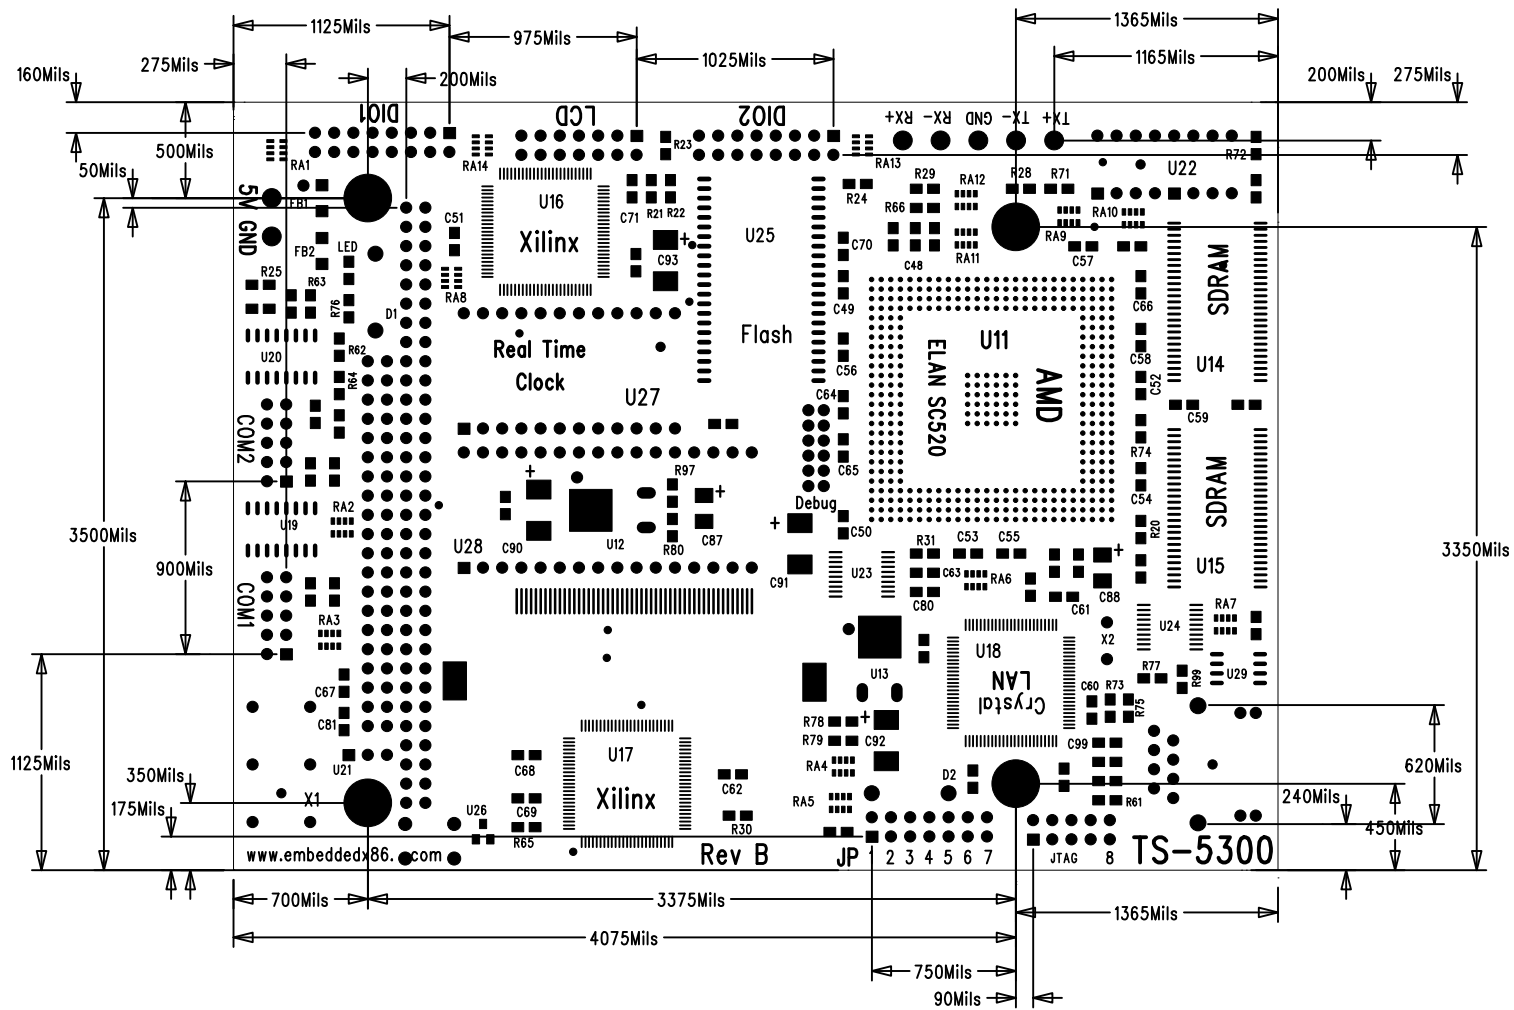 1125Mils
1365Mils
975Mils
1025Mils
1165Mils
275Mils
160Mils
200Mils
200Mils
275Mils
DIO1
LCD
DIO2
RX+
RX-
GND
TX-
TX+
500Mils
50Mils
RA1
RA14
R23
RA13
R72
U22
5V
GND
FB1
FB2
LED
C51
U16
Xilinx
C71
R21
R22
+
C93
U25
R24
R29
RA12
R28
R71
R66
RA11
RA9
RA10
C57
C70
C48
R25
R63
R76
D1
RA8
C49
C66
SDRAM
U14
U20
R62
R64
Real Time
Clock
Flash
C56
ELAN SC520
U11
AMD
C58
C52
U27
C64
C59
COM2
R74
C65
C54
SDRAM
U15
+
R97
+
Debug
RA2
U19
U28
C90
U12
R80
C87
+
C91
C50
R20
3500Mils
900Mils
3350Mils
U23
R31
C53
C55
C63
RA6
C80
C61
+
C88
COM1
RA3
U24
RA7
X2
U18
Crystal
LAN
U13
R77
R99
U29
C67
C81
C60
R73
R75
R78
R79
+
C92
C99
1125Mils
350Mils
175Mils
U21
X1
U17
Xilinx
C68
C69
R65
U26
C62
R30
RA4
RA5
D2
R61
620Mils
240Mils
450Mils
www.embeddedx86. com
Rev B
JP
2 3 4 5 6 7
JTAG
8
TS-5300
700Mils
3375Mils
1365Mils
4075Mils
750Mils
90Mils